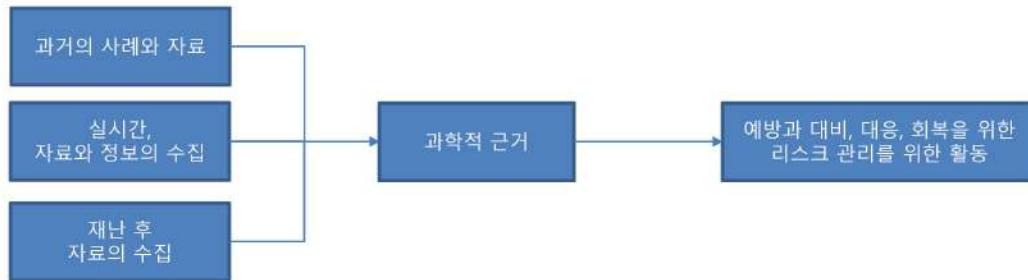 과거의 사례와 자료
실시간,
자료와 정보의 수집
재난 후
자료의 수집
과학적 근거
예방과 대비, 대응, 회복을 위한
리스크 관리를 위한 활동